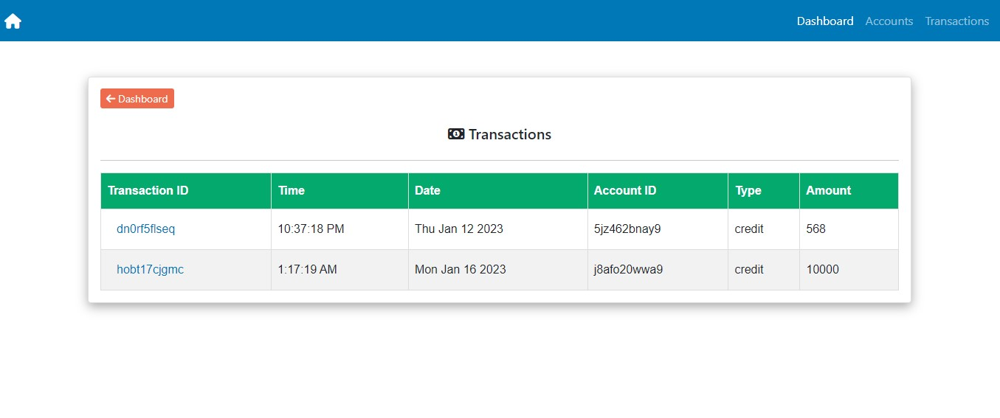 Dashboard Accounts Transactions
Dashboard
Transactions
Transaction ID Time Date Account ID Type Amount
dn0rf5flseq 10:37:18 PM Thu Jan 12 2023 5jz462bnay9 credit 568
hobt17cjgmc 1:17:19 AM Mon Jan 16 2023 j8afo20wwa9 credit 10000